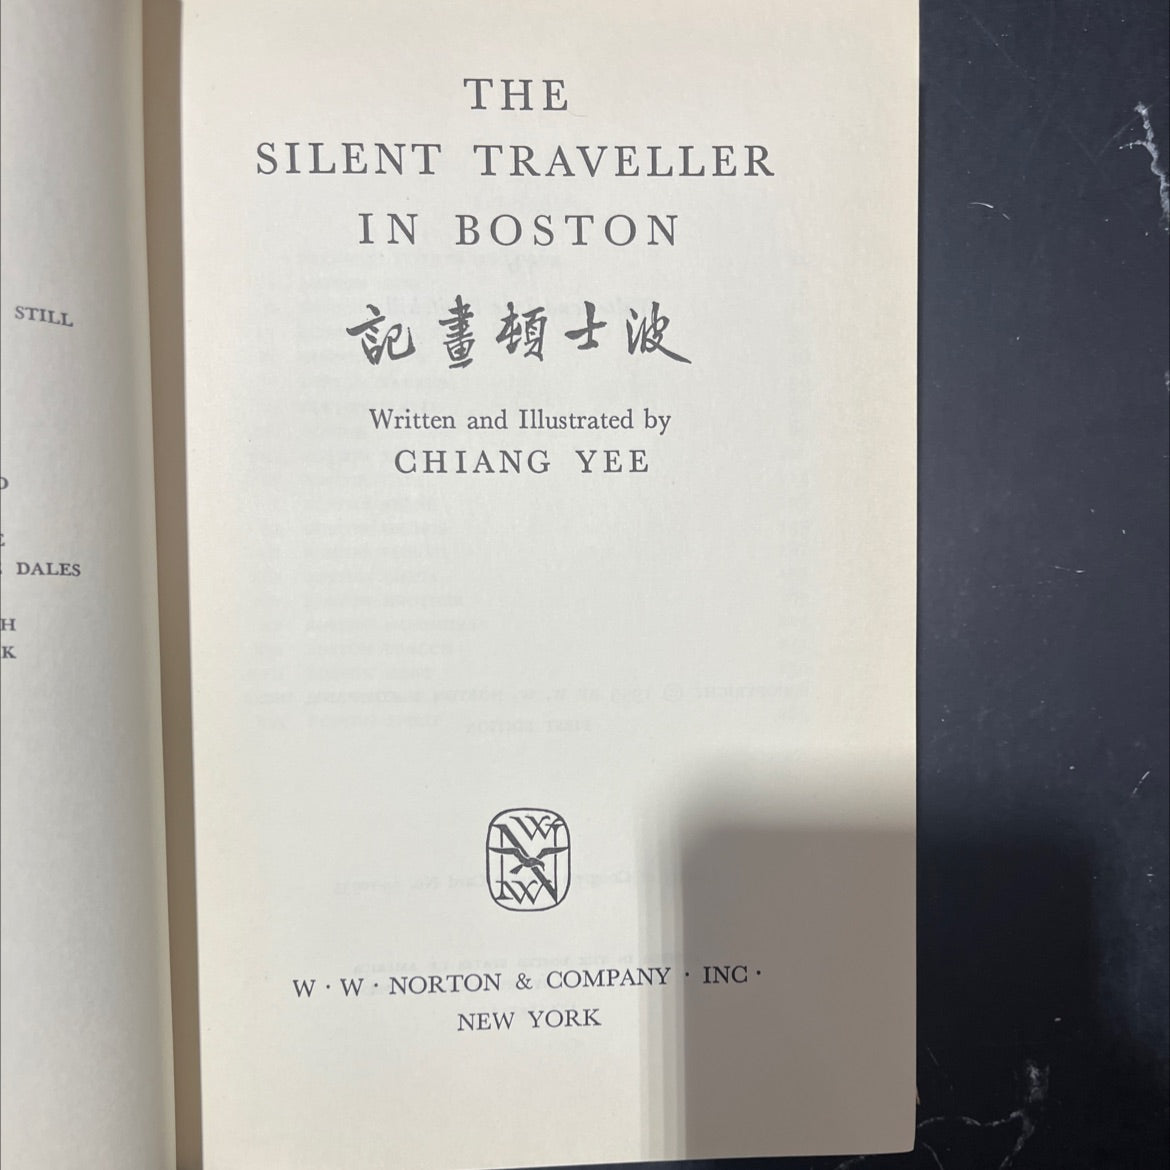 STILL
DALES
H
K
THE
SILENT TRAVELLER
IN BOSTON
記畫頓士波
Written and Illustrated by
CHIANG YEE
W · W · NORTON & COMPANY · INC ·
NEW YORK